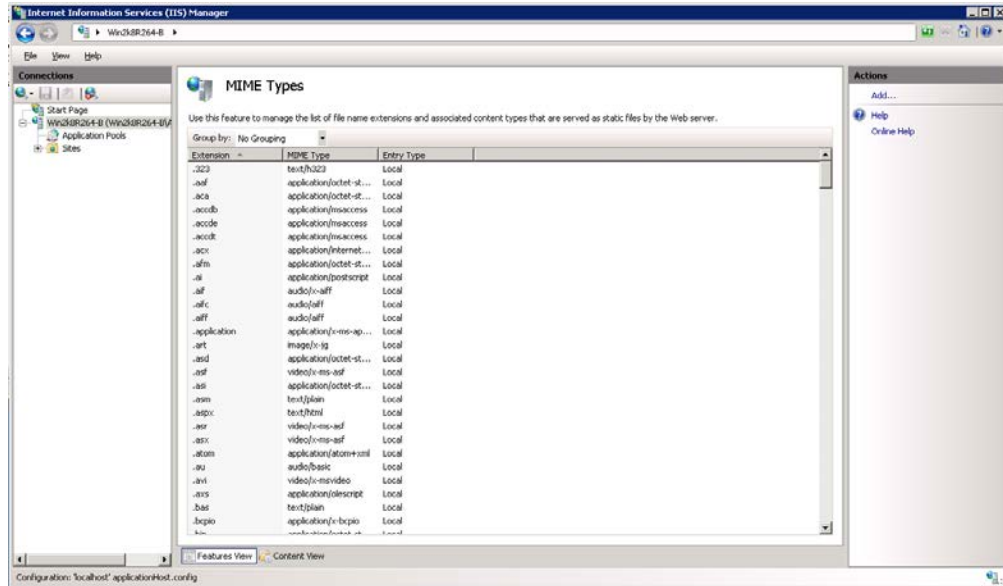 Internet Information Services (IIS) Manager
Win2k8R264-B
File View Help
Connections
Start Page
Win2k8R264-B (Win2k8R264-B\A
Application Pools
Sites
MIME Types
Use this feature to manage the list of file name extensions and associated content types that are served as static files by the Web server.
Group by: No Grouping
Extension MIME Type Entry Type
.323 text/h323 Local
.aaf application/octet-st... Local
.aca application/octet-st... Local
.accdb application/msaccess Local
.accde application/msaccess Local
.accdt application/msaccess Local
.acx application/internet... Local
.afm application/octet-st... Local
.ai application/postscript Local
.aif audio/x-aiff Local
.aifc audio/aiff Local
.aiff audio/aiff Local
.application application/x-ms-ap... Local
.art image/x-jg Local
.asd application/octet-st... Local
.asf video/x-ms-asf Local
.asi application/octet-st... Local
.asm text/plain Local
.aspx text/html Local
.asr video/x-ms-asf Local
.asx video/x-ms-asf Local
.atom application/atom+xml Local
.au audio/basic Local
.avi video/x-msvideo Local
.axs application/olescript Local
.bas text/plain Local
.bcpio application/x-bcpio Local
Features View Content View
Actions
Add...
Help
Online Help
Configuration: 'localhost' applicationHost.config